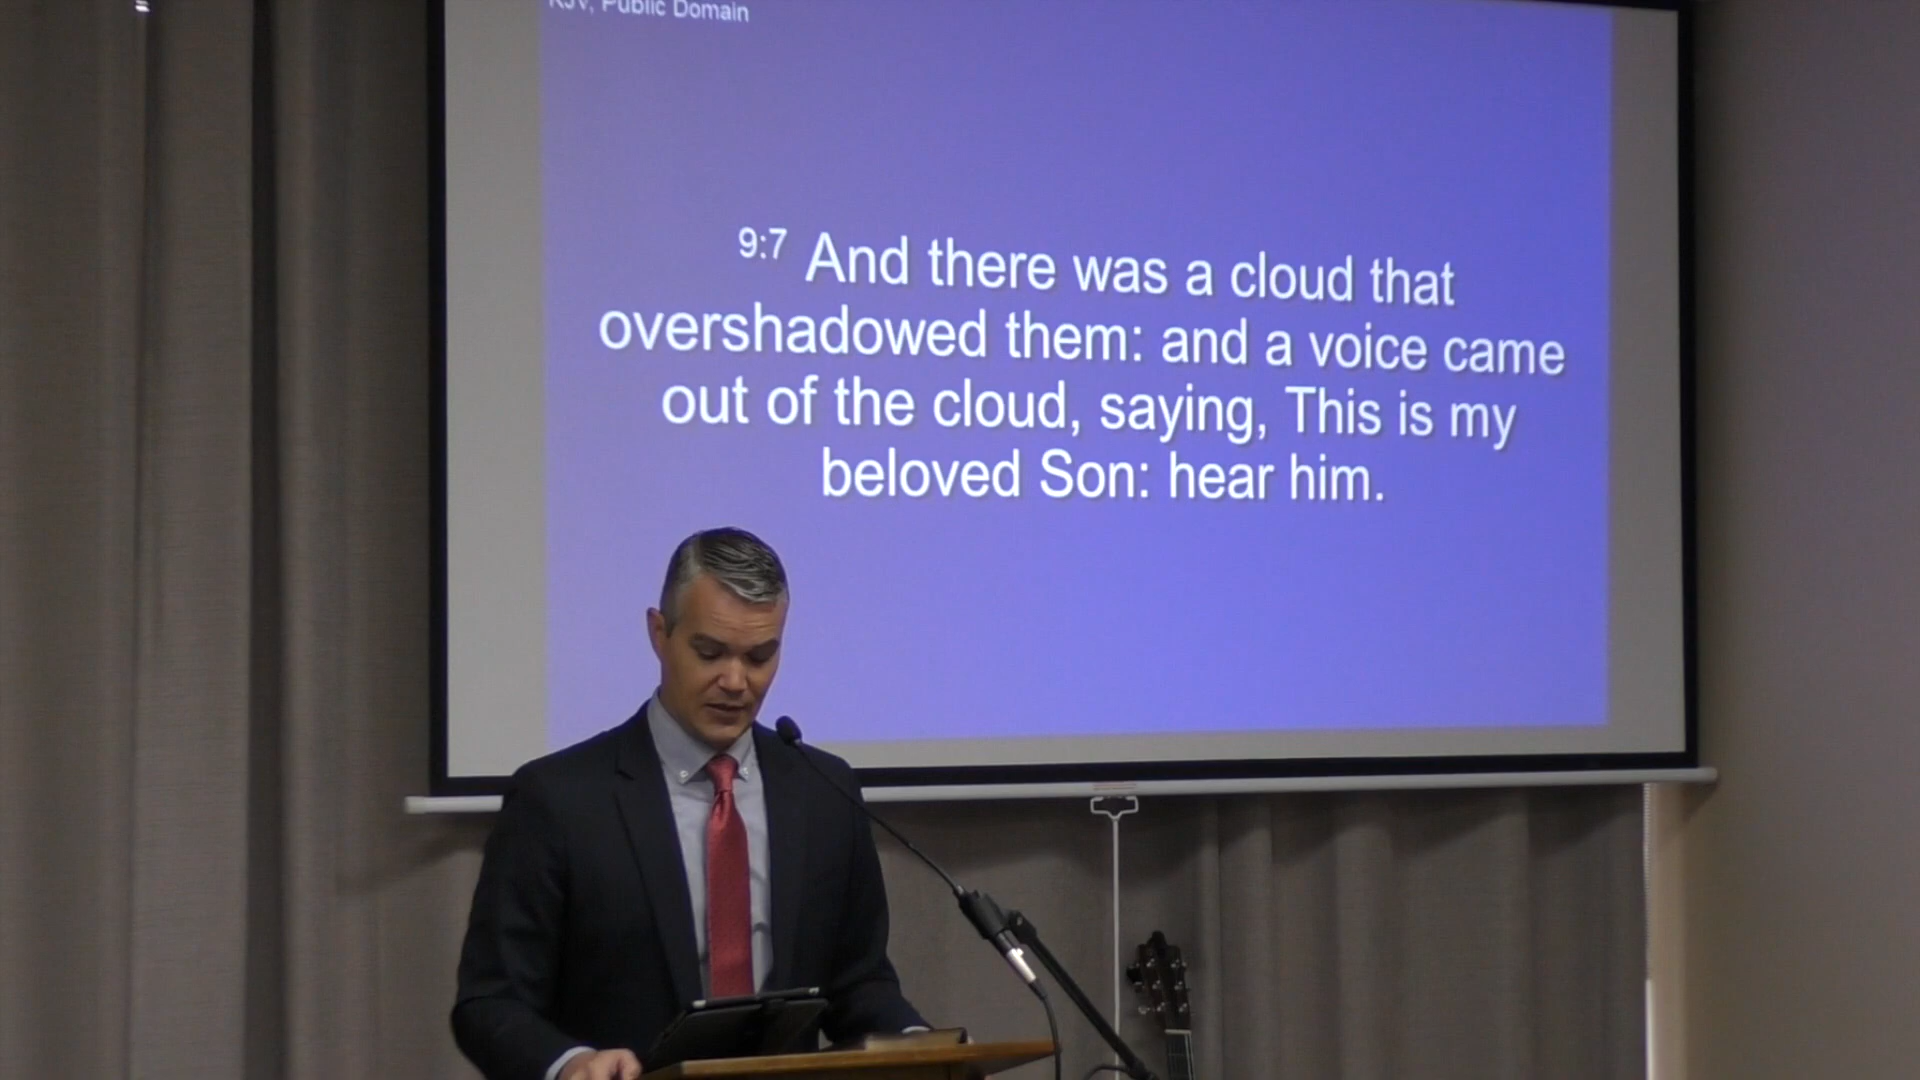 KJV, Public Domain
9:7 And there was a cloud that
overshadowed them: and a voice came
out of the cloud, saying, This is my
beloved Son: hear him.